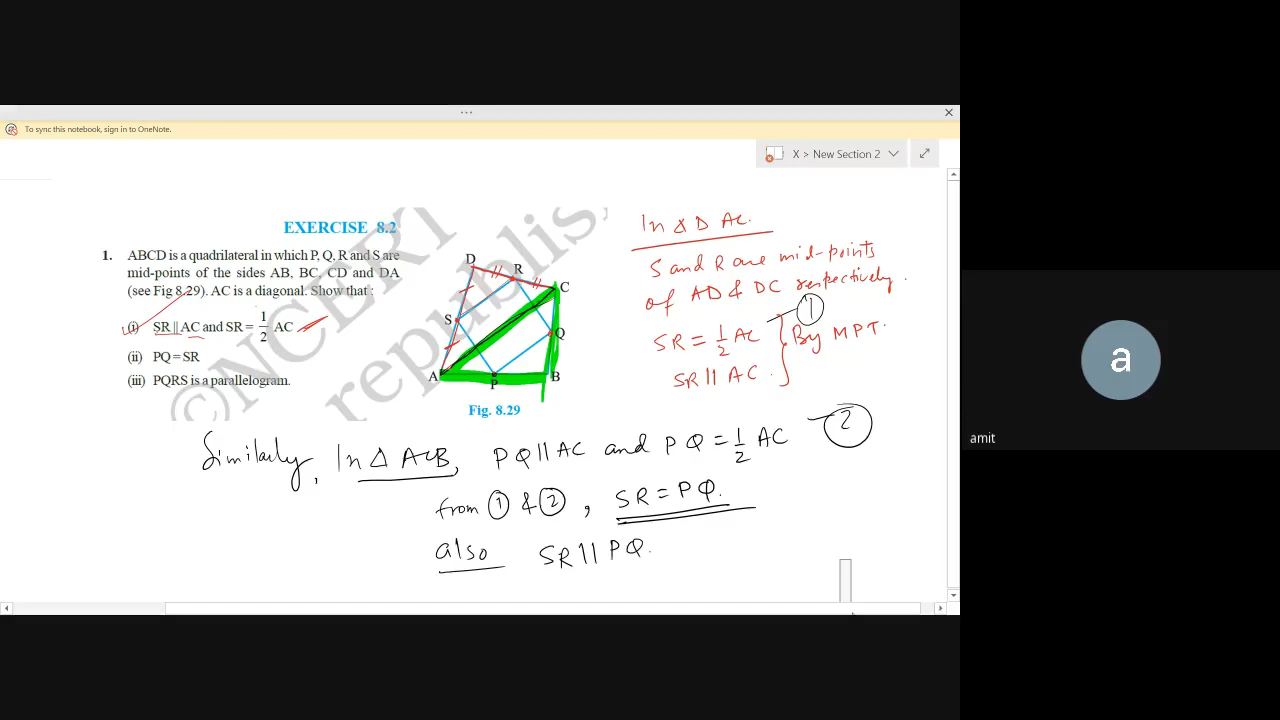 ...
To sync this notebook, sign in to OneNote.
X > New Section 2
EXERCISE 8.2
1. ABCD is a quadrilateral in which P, Q, R and S are
mid-points of the sides AB, BC, CD and DA
(see Fig 8.29). AC is a diagonal. Show that :
(i) SR || AC and SR = 1/2 AC
(ii) PQ = SR
(iii) PQRS is a parallelogram.
©NCERT
republis
D
R
C
S
Q
A
P
B
Fig. 8.29
In Δ D AC.
S and R are mid-points
of AD & DC respectively.
SR = 1/2 AC
1
SR || AC.
By MPT.
Similarly, In Δ ACB, PQ || AC and PQ = 1/2 AC
2
from 1 & 2, SR = PQ.
also SR || PQ.
a
amit